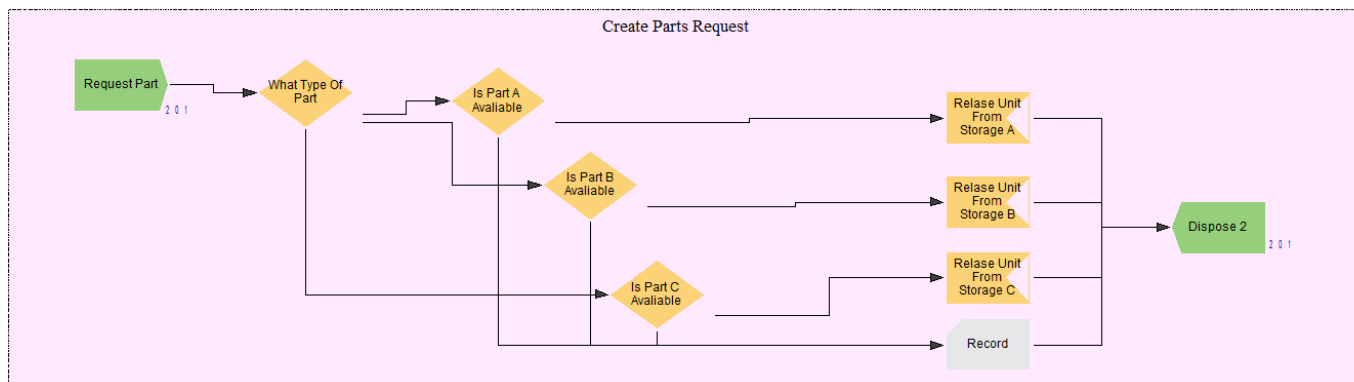 Create Parts Request
Request Part
2 0 1
What Type Of
Part
Is Part A
Avaliable
Is Part B
Avaliable
Is Part C
Avaliable
Relase Unit
From
Storage A
Relase Unit
From
Storage B
Relase Unit
From
Storage C
Record
Dispose 2
2 0 1